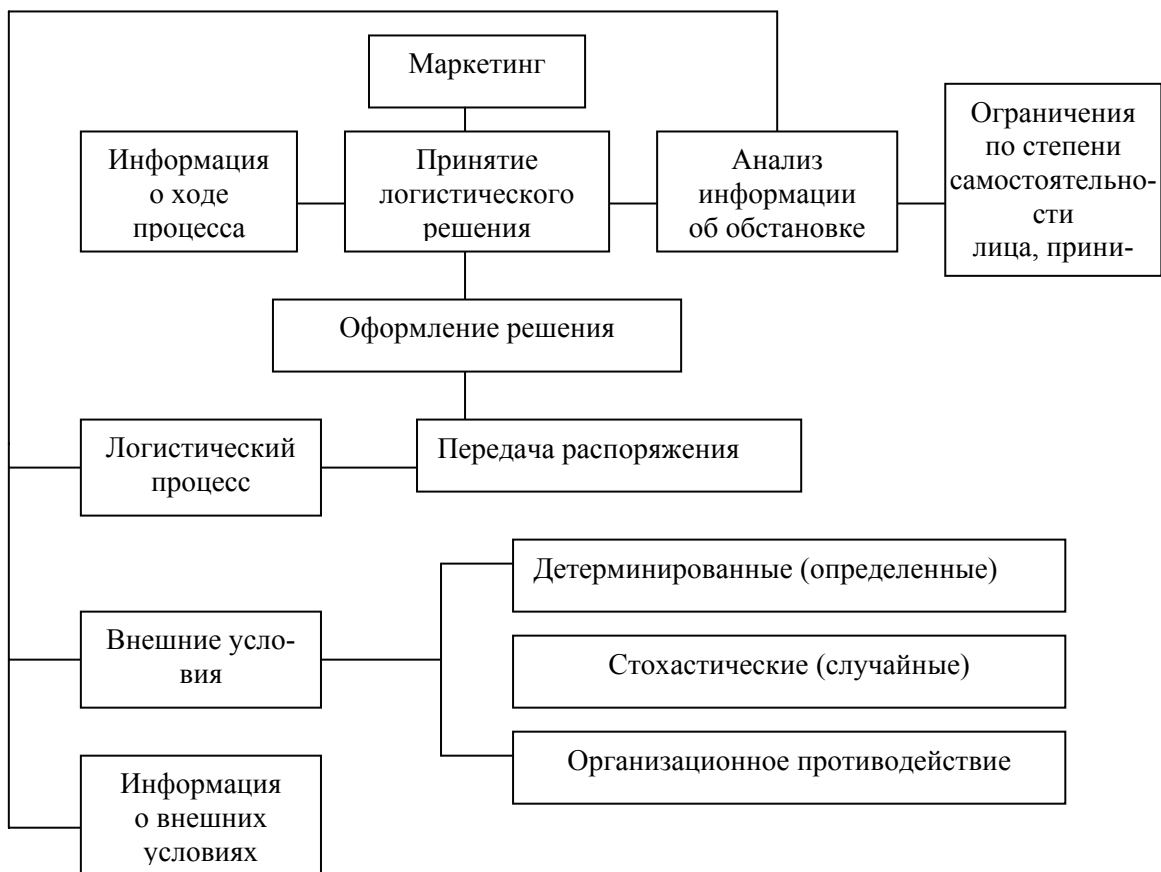 Маркетинг
Информация
о ходе
процесса
Принятие
логистического
решения
Анализ
информации
об обстановке
Ограничения
по степени
самостоятельно-
сти
лица, прини-
Оформление решения
Логистический
процесс
Передача распоряжения
Внешние усло-
вия
Детерминированные (определенные)
Стохастические (случайные)
Организационное противодействие
Информация
о внешних
условиях